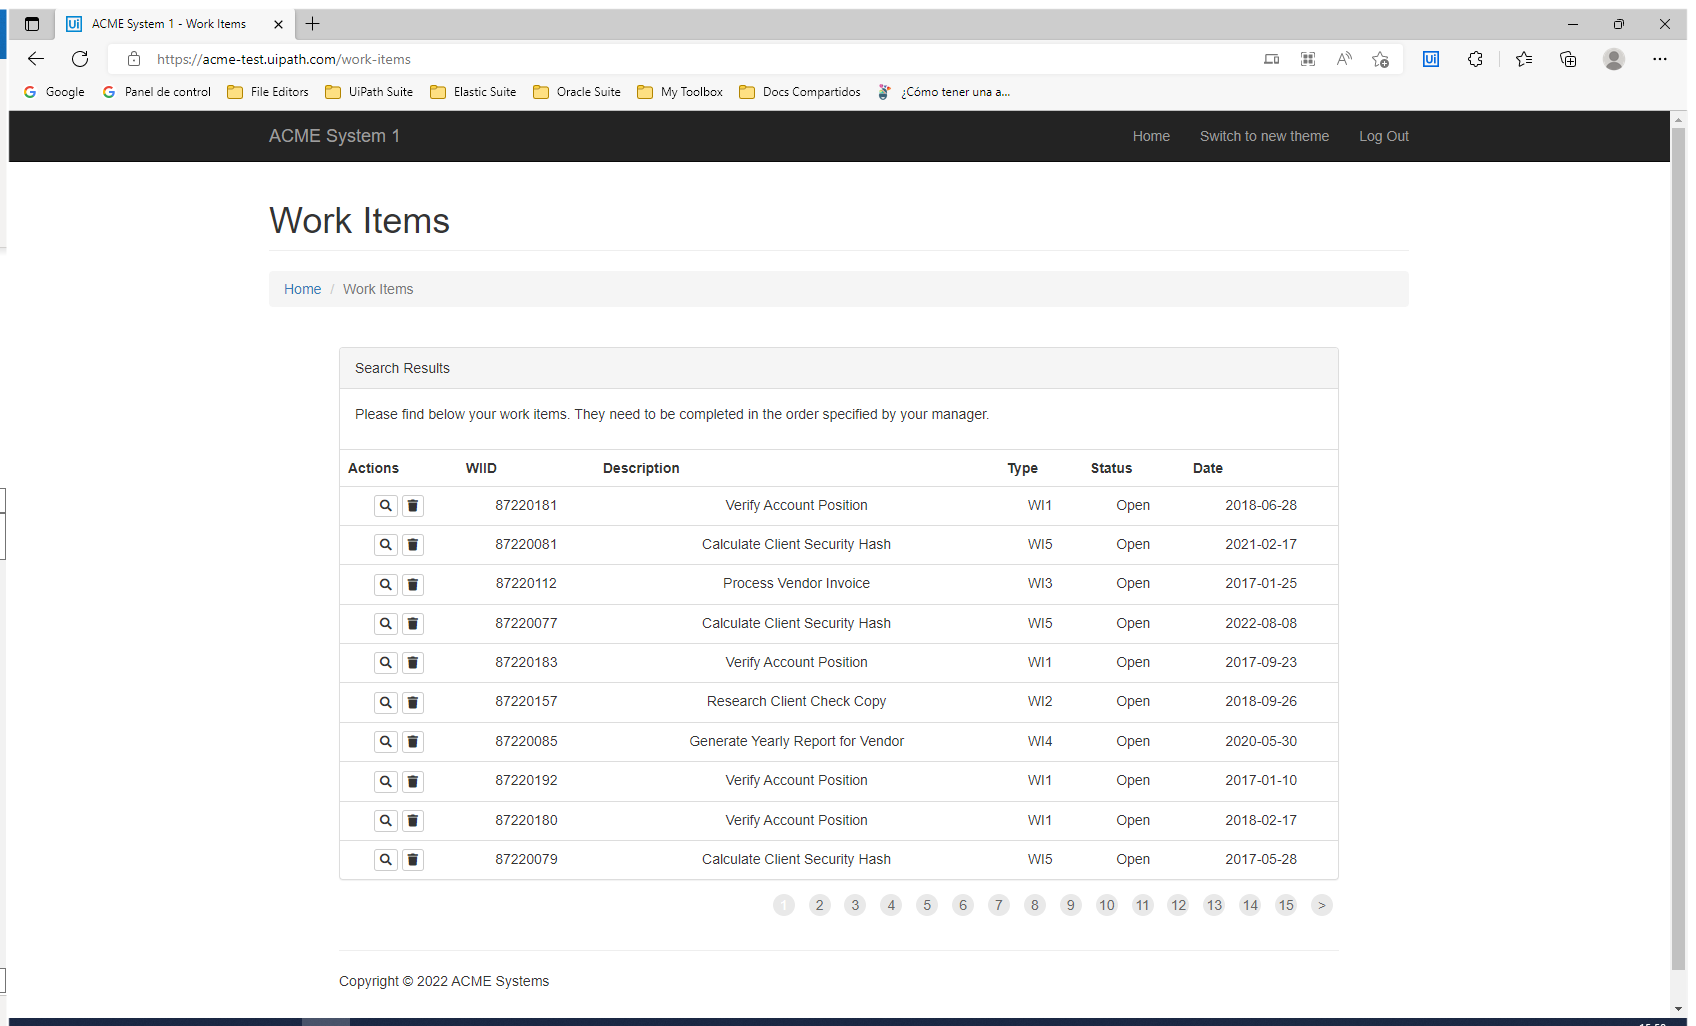 Ui ACME System 1 - Work Items
https://acme-test.uipath.com/work-items
Google Panel de control File Editors UiPath Suite Elastic Suite Oracle Suite My Toolbox Docs Compartidos ¿Cómo tener una a...
ACME System 1 Home Switch to new theme Log Out
Work Items
Home / Work Items
Search Results
Please find below your work items. They need to be completed in the order specified by your manager.
Actions WIID Description Type Status Date
87220181 Verify Account Position WI1 Open 2018-06-28
87220081 Calculate Client Security Hash WI5 Open 2021-02-17
87220112 Process Vendor Invoice WI3 Open 2017-01-25
87220077 Calculate Client Security Hash WI5 Open 2022-08-08
87220183 Verify Account Position WI1 Open 2017-09-23
87220157 Research Client Check Copy WI2 Open 2018-09-26
87220085 Generate Yearly Report for Vendor WI4 Open 2020-05-30
87220192 Verify Account Position WI1 Open 2017-01-10
87220180 Verify Account Position WI1 Open 2018-02-17
87220079 Calculate Client Security Hash WI5 Open 2017-05-28
1 2 3 4 5 6 7 8 9 10 11 12 13 14 15 >
Copyright © 2022 ACME Systems